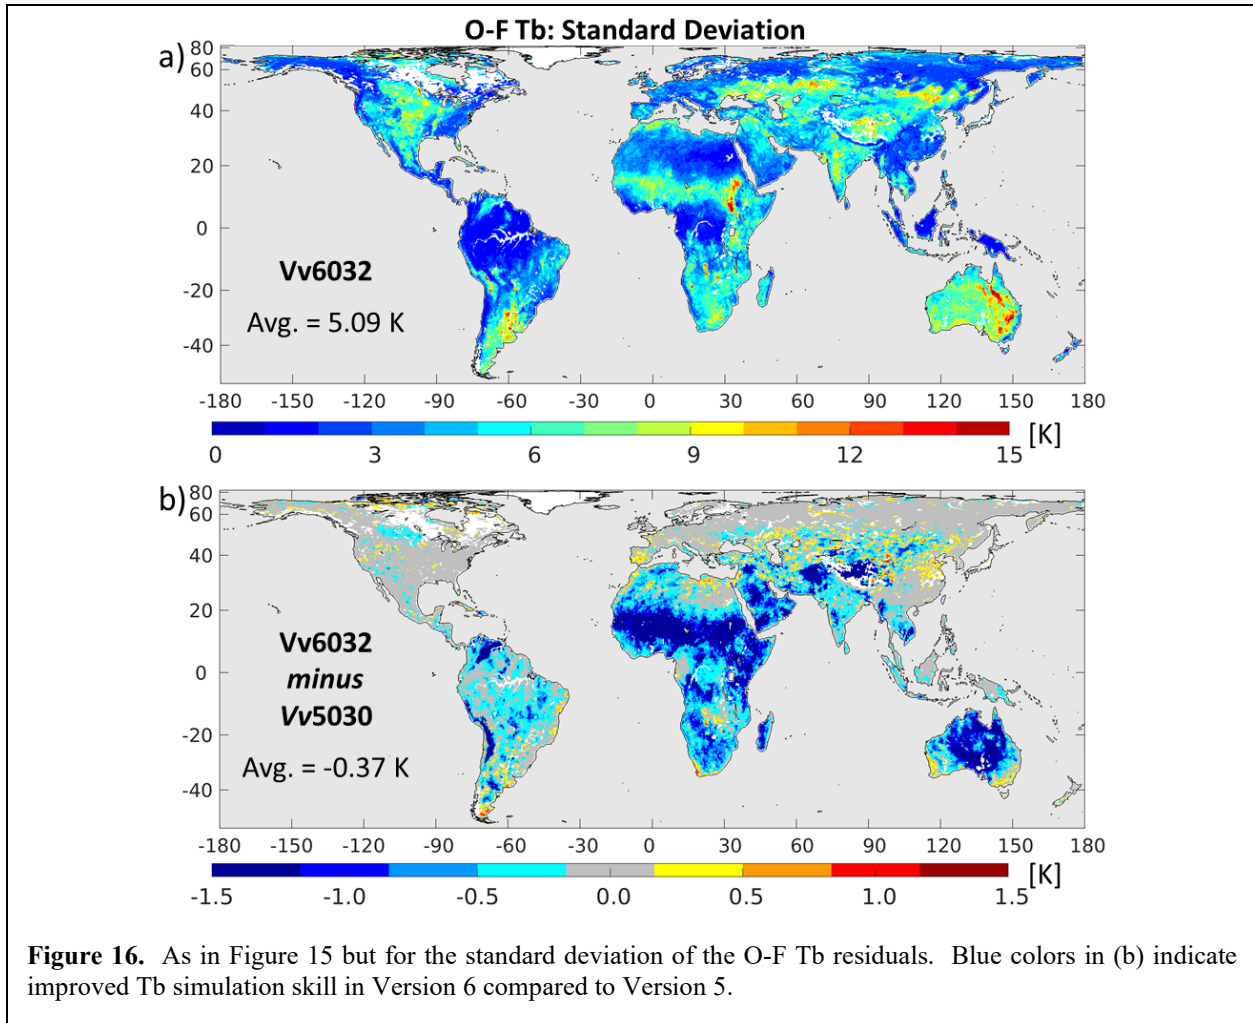 O-F Tb: Standard Deviation
a)
80
60
40
20
0
-20
-40
Vv6032
Avg. = 5.09 K
-180 -150 -120 -90 -60 -30 0 30 60 90 120 150 180
0 3 6 9 12 15 [K]
b)
80
60
40
20
0
-20
-40
Vv6032
minus
Vv5030
Avg. = -0.37 K
-180 -150 -120 -90 -60 -30 0 30 60 90 120 150 180
-1.5 -1.0 -0.5 0.0 0.5 1.0 1.5 [K]
Figure 16. As in Figure 15 but for the standard deviation of the O-F Tb residuals. Blue colors in (b) indicate
improved Tb simulation skill in Version 6 compared to Version 5.